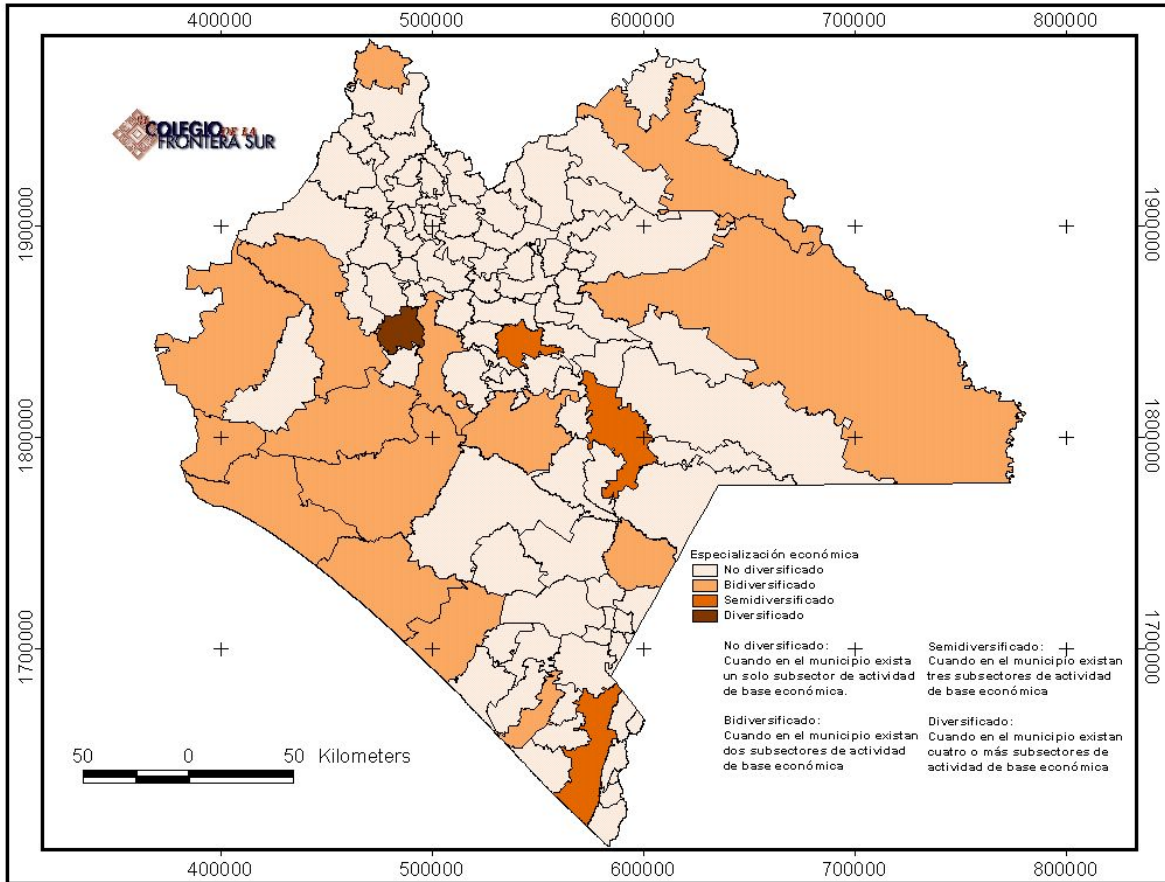 400000 500000 600000 700000 800000
EL
COLEGIO DE LA
FRONTERA SUR
1900000 1900000
1800000 1800000
1700000 1700000
Especialización económica
No diversificado
Bidiversificado
Semidiversificado
Diversificado
No diversificado:
Cuando en el municipio exista
un solo subsector de actividad
de base económica.
Semidiversificado:
Cuando en el municipio existan
tres subsectores de actividad
de base económica
Bidiversificado:
Cuando en el municipio existan
dos subsectores de actividad
de base económica
Diversificado:
Cuando en el municipio existan
cuatro o más subsectores de
actividad de base económica
50 0 50 Kilometers
400000 500000 600000 700000 800000